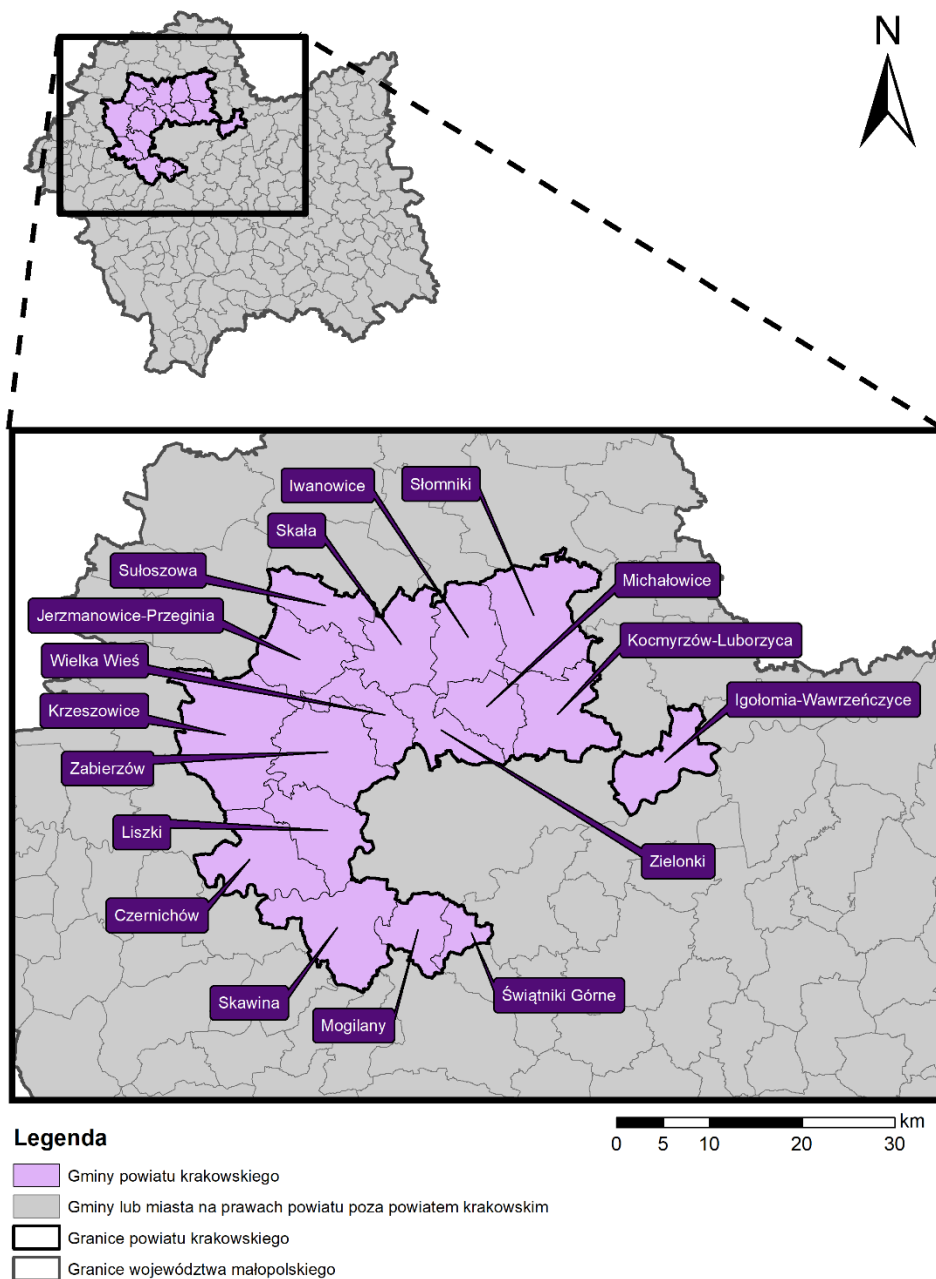 N
Iwanowice
Słomniki
Skała
Sułoszowa
Michałowice
Jerzmanowice-Przeginia
Kocmyrzów-Luborzyca
Wielka Wieś
Igołomia-Wawrzeńczyce
Krzeszowice
Zabierzów
Liszki
Zielonki
Czernichów
Skawina
Świątniki Górne
Mogilany
km
0 5 10 20 30
Legenda
Gminy powiatu krakowskiego
Gminy lub miasta na prawach powiatu poza powiatem krakowskim
Granice powiatu krakowskiego
Granice województwa małopolskiego